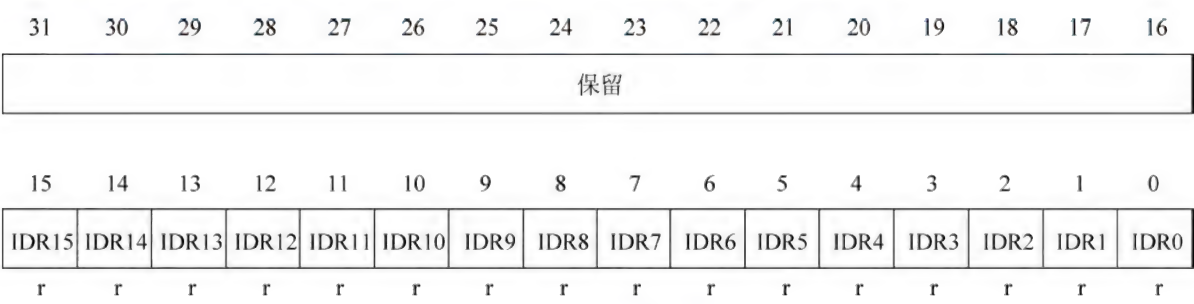 31 30 29 28 27 26 25 24 23 22 21 20 19 18 17 16
保留
15 14 13 12 11 10 9 8 7 6 5 4 3 2 1 0
IDR15 IDR14 IDR13 IDR12 IDR11 IDR10 IDR9 IDR8 IDR7 IDR6 IDR5 IDR4 IDR3 IDR2 IDR1 IDR0
r r r r r r r r r r r r r r r r